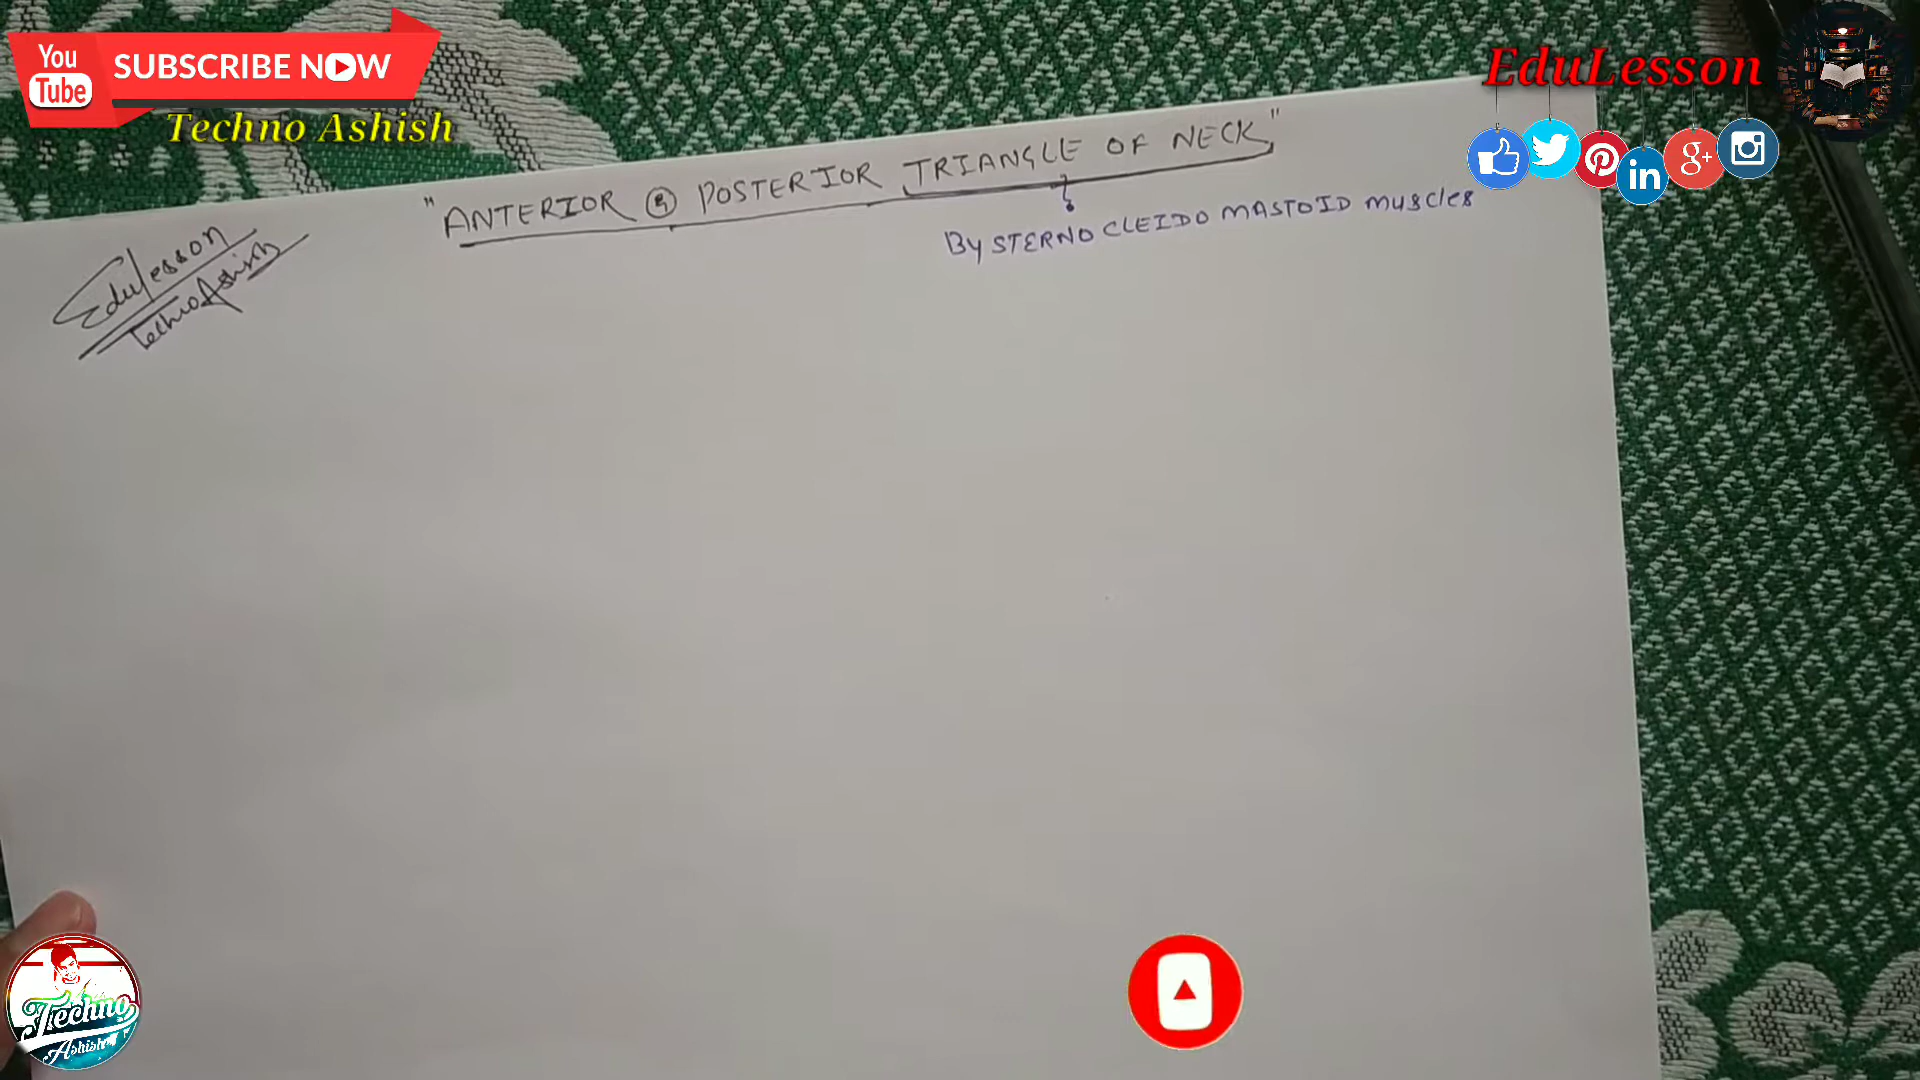 You
Tube
SUBSCRIBE NOW
Techno Ashish
EduLesson
in
g+
"ANTERIOR & POSTERIOR TRIANGLE OF NECK"
By STERNO CLEIDO MASTOID muscles
Edulesson
Techno Ashish
Techno
Ashish